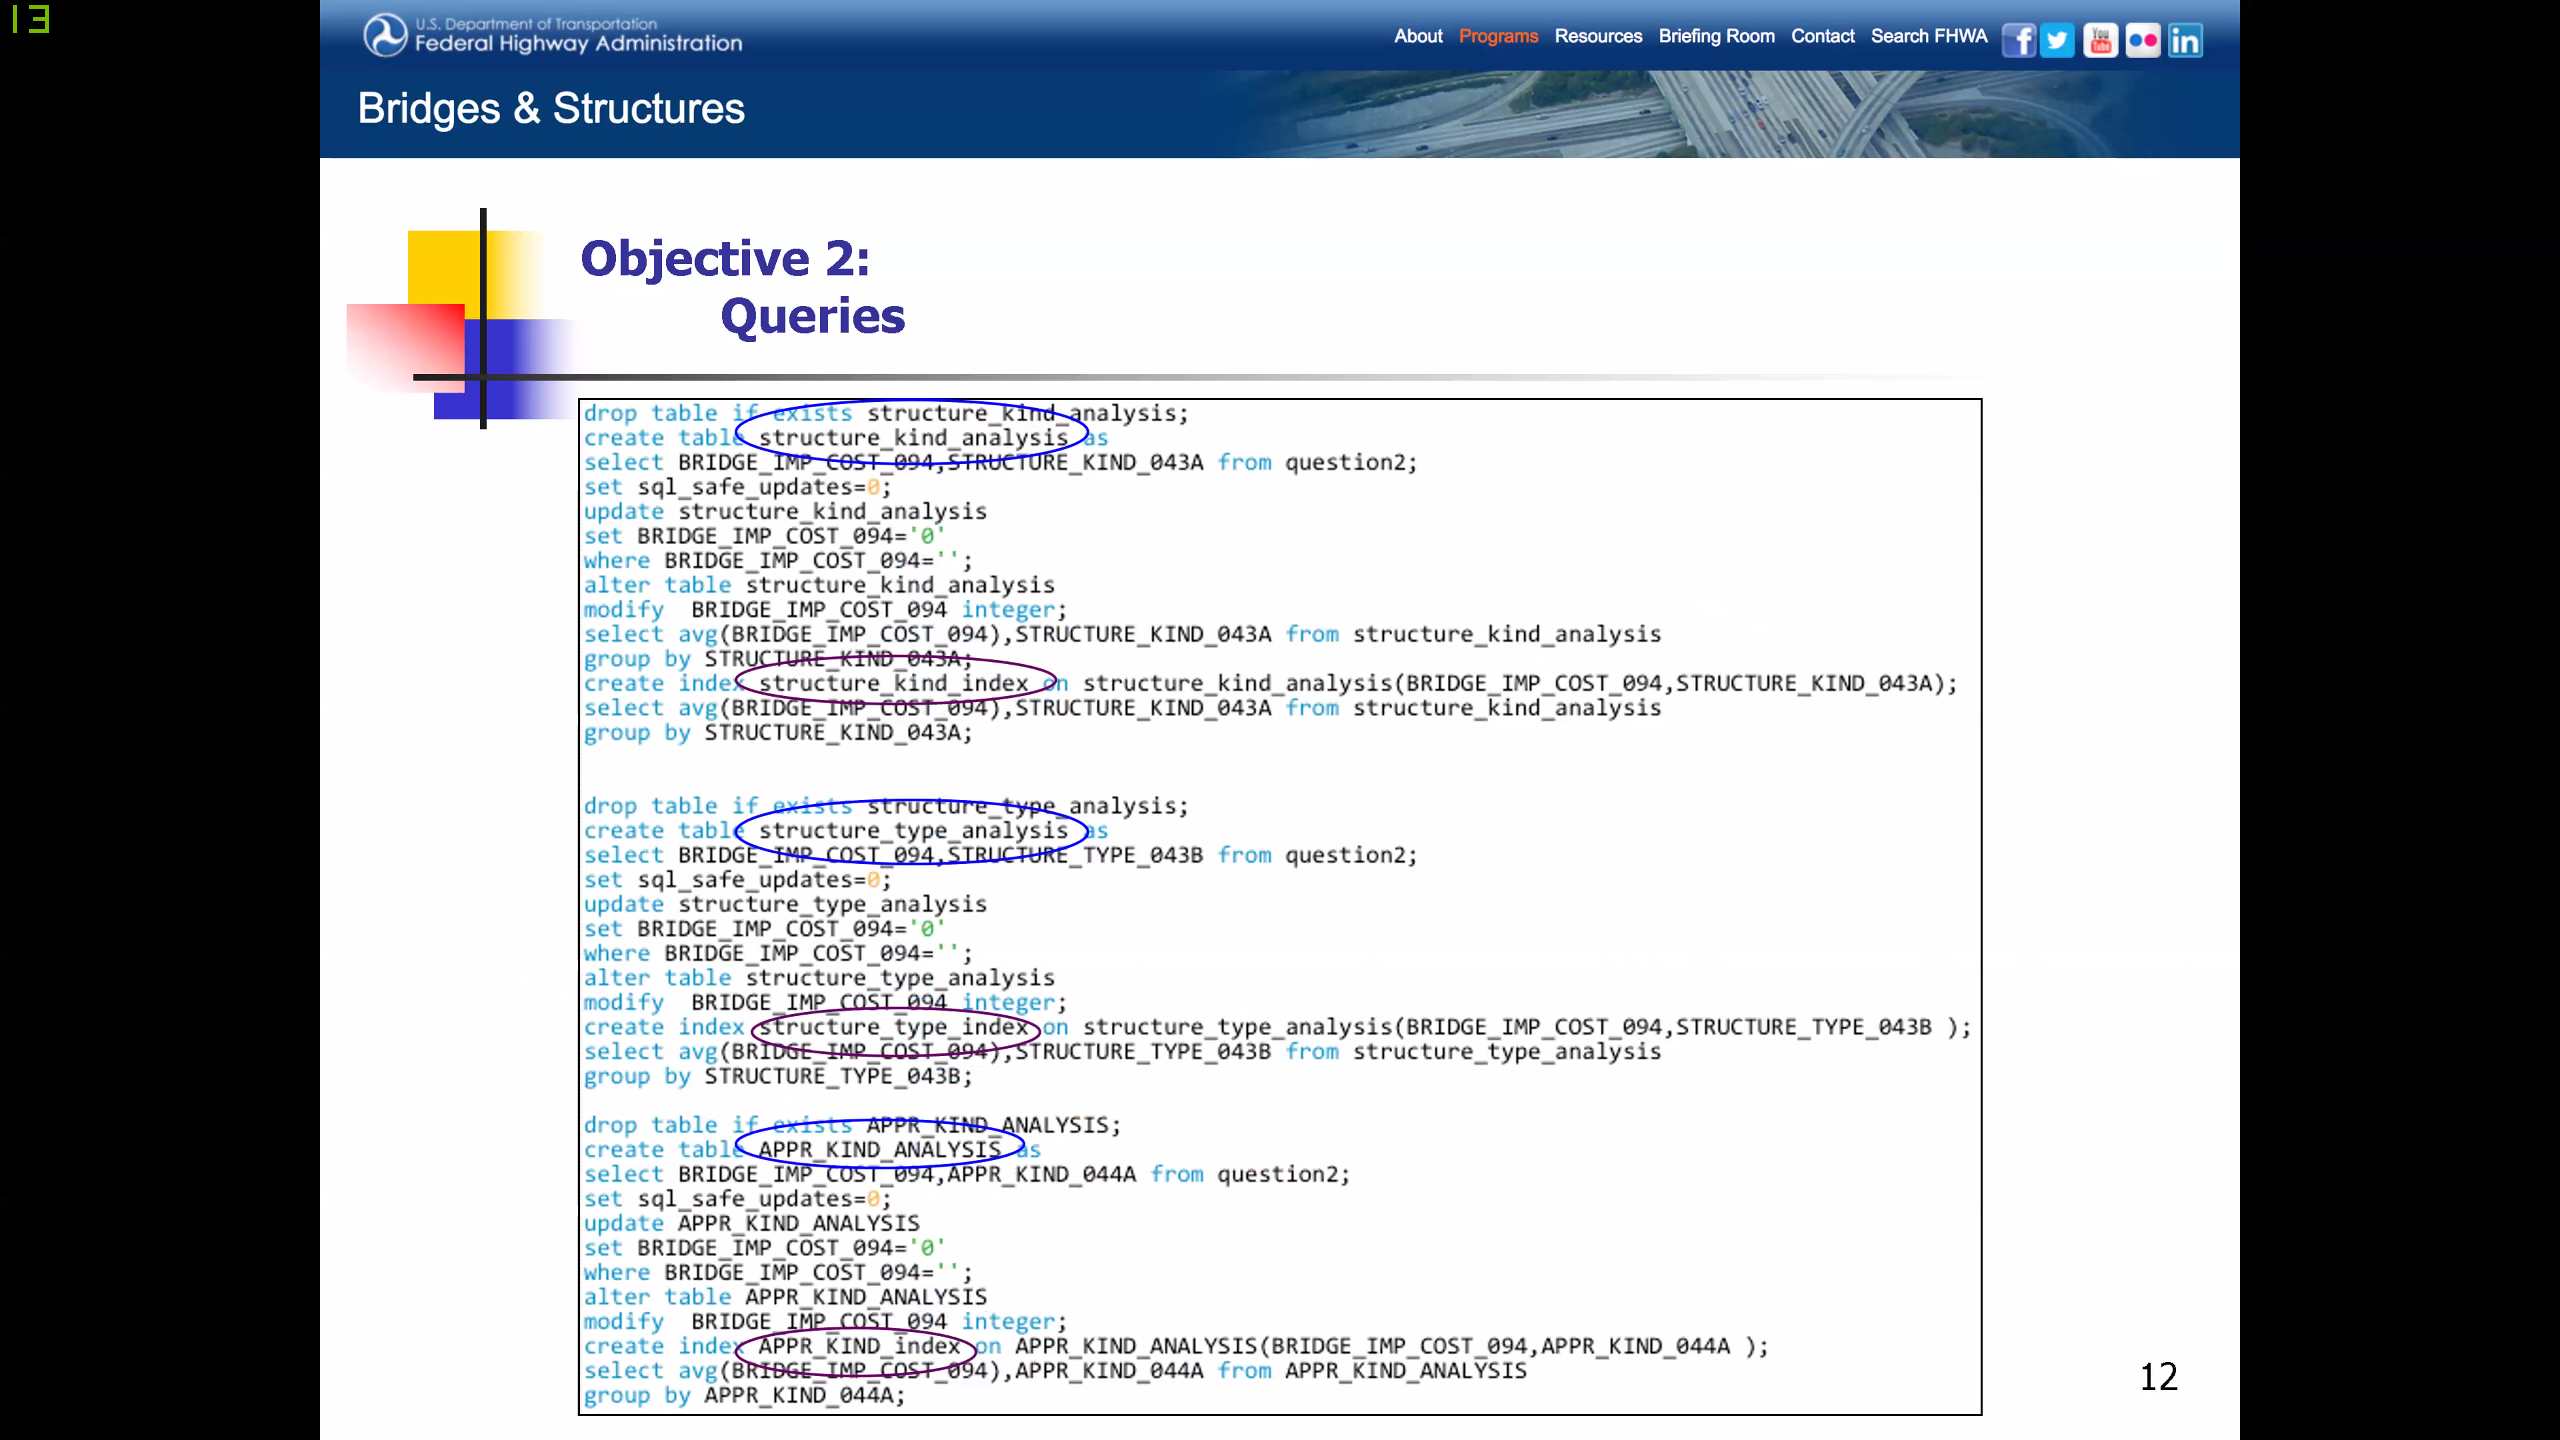 13
U.S. Department of Transportation
Federal Highway Administration
About Programs Resources Briefing Room Contact Search FHWA
Bridges & Structures
Objective 2:
Queries
drop table if exists structure_kind_analysis;
create table structure_kind_analysis as
select BRIDGE_IMP_COST_094,STRUCTURE_KIND_043A from question2;
set sql_safe_updates=0;
update structure_kind_analysis
set BRIDGE_IMP_COST_094='0'
where BRIDGE_IMP_COST_094='';
alter table structure_kind_analysis
modify  BRIDGE_IMP_COST_094 integer;
select avg(BRIDGE_IMP_COST_094),STRUCTURE_KIND_043A from structure_kind_analysis
group by STRUCTURE_KIND_043A;
create index structure_kind_index on structure_kind_analysis(BRIDGE_IMP_COST_094,STRUCTURE_KIND_043A);
select avg(BRIDGE_IMP_COST_094),STRUCTURE_KIND_043A from structure_kind_analysis
group by STRUCTURE_KIND_043A;
drop table if exists structure_type_analysis;
create table structure_type_analysis as
select BRIDGE_IMP_COST_094,STRUCTURE_TYPE_043B from question2;
set sql_safe_updates=0;
update structure_type_analysis
set BRIDGE_IMP_COST_094='0'
where BRIDGE_IMP_COST_094='';
alter table structure_type_analysis
modify  BRIDGE_IMP_COST_094 integer;
create index structure_type_index on structure_type_analysis(BRIDGE_IMP_COST_094,STRUCTURE_TYPE_043B );
select avg(BRIDGE_IMP_COST_094),STRUCTURE_TYPE_043B from structure_type_analysis
group by STRUCTURE_TYPE_043B;
drop table if exists APPR_KIND_ANALYSIS;
create table APPR_KIND_ANALYSIS as
select BRIDGE_IMP_COST_094,APPR_KIND_044A from question2;
set sql_safe_updates=0;
update APPR_KIND_ANALYSIS
set BRIDGE_IMP_COST_094='0'
where BRIDGE_IMP_COST_094='';
alter table APPR_KIND_ANALYSIS
modify  BRIDGE_IMP_COST_094 integer;
create index APPR_KIND_index on APPR_KIND_ANALYSIS(BRIDGE_IMP_COST_094,APPR_KIND_044A );
select avg(BRIDGE_IMP_COST_094),APPR_KIND_044A from APPR_KIND_ANALYSIS
group by APPR_KIND_044A;
12